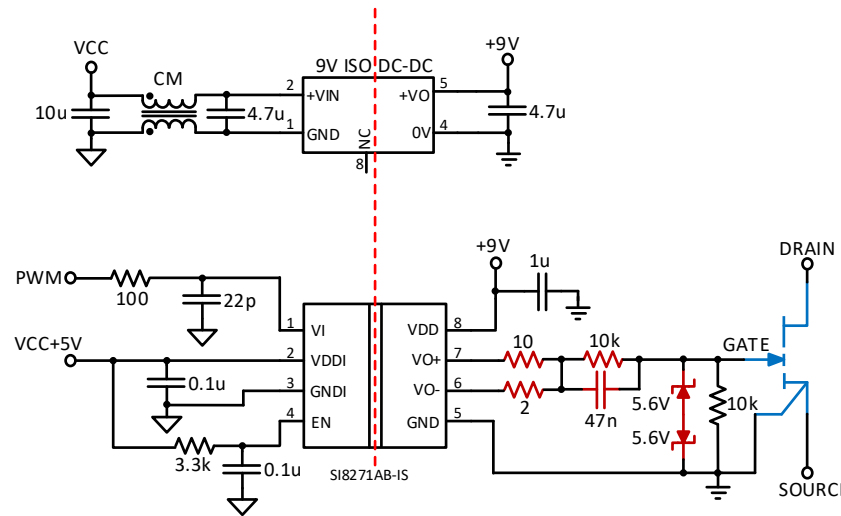 VCC
CM
9V ISO DC-DC
+9V
2
+VIN
+VO
5
10u
4.7u
4.7u
1
GND
0V
4
NC
8
+9V
1u
DRAIN
PWM
100
22p
1
VI
VDD
8
10k
GATE
VCC+5V
2
VDDI
VO+
7
10
0.1u
3
GNDI
VO-
6
2
47n
5.6V
10k
4
EN
GND
5
5.6V
3.3k
0.1u
SI8271AB-IS
SOURCE